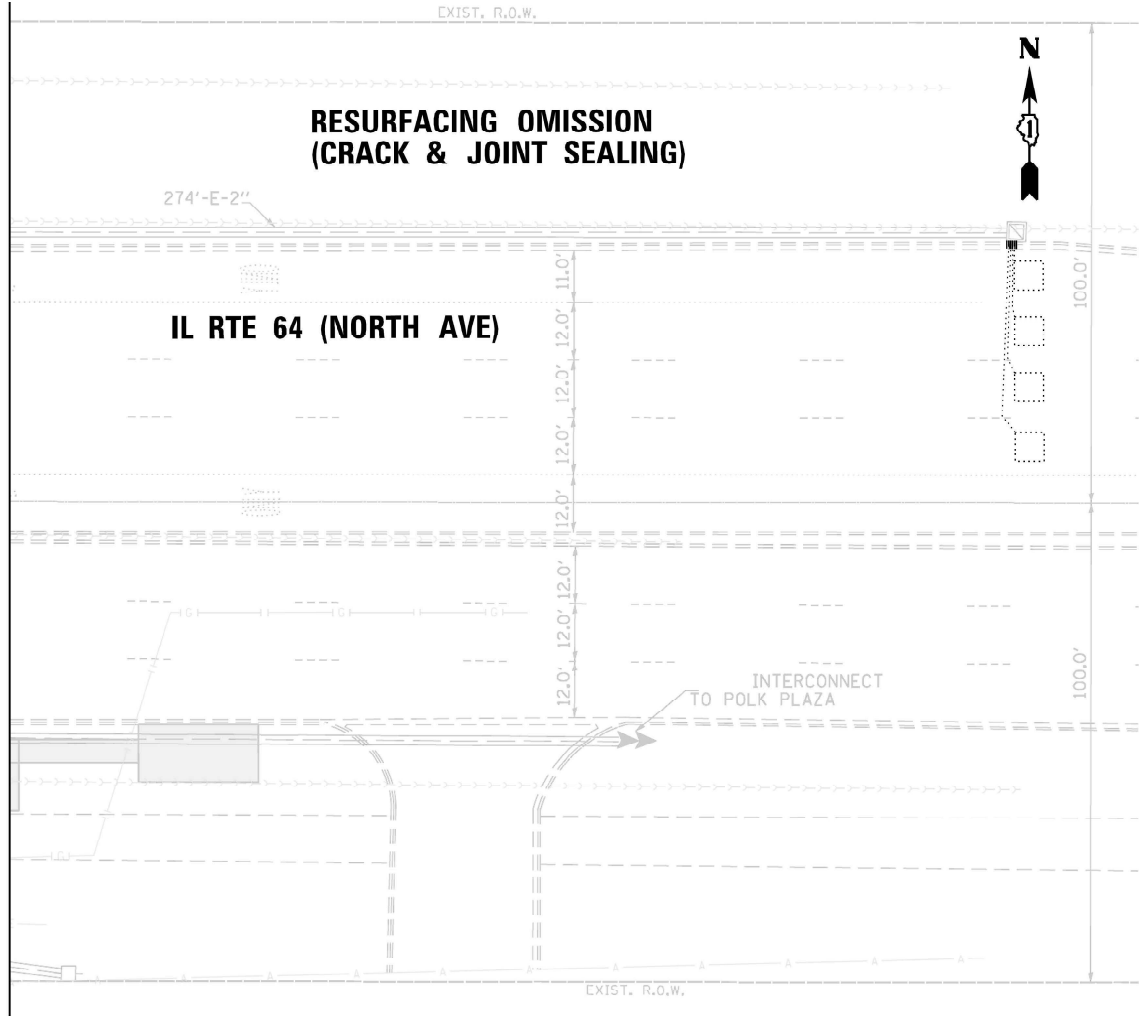 EXIST. R.O.W.
N
1
RESURFACING OMISSION
(CRACK & JOINT SEALING)
274'-E-2"
100.0'
11.0'
IL RTE 64 (NORTH AVE)
12.0'
12.0'
12.0'
12.0'
12.0'
12.0'
12.0'
100.0'
G
G
G
INTERCONNECT
TO POLK PLAZA
G
A
A
A
A
A
A
A
A
A
A
A
EXIST. R.O.W.